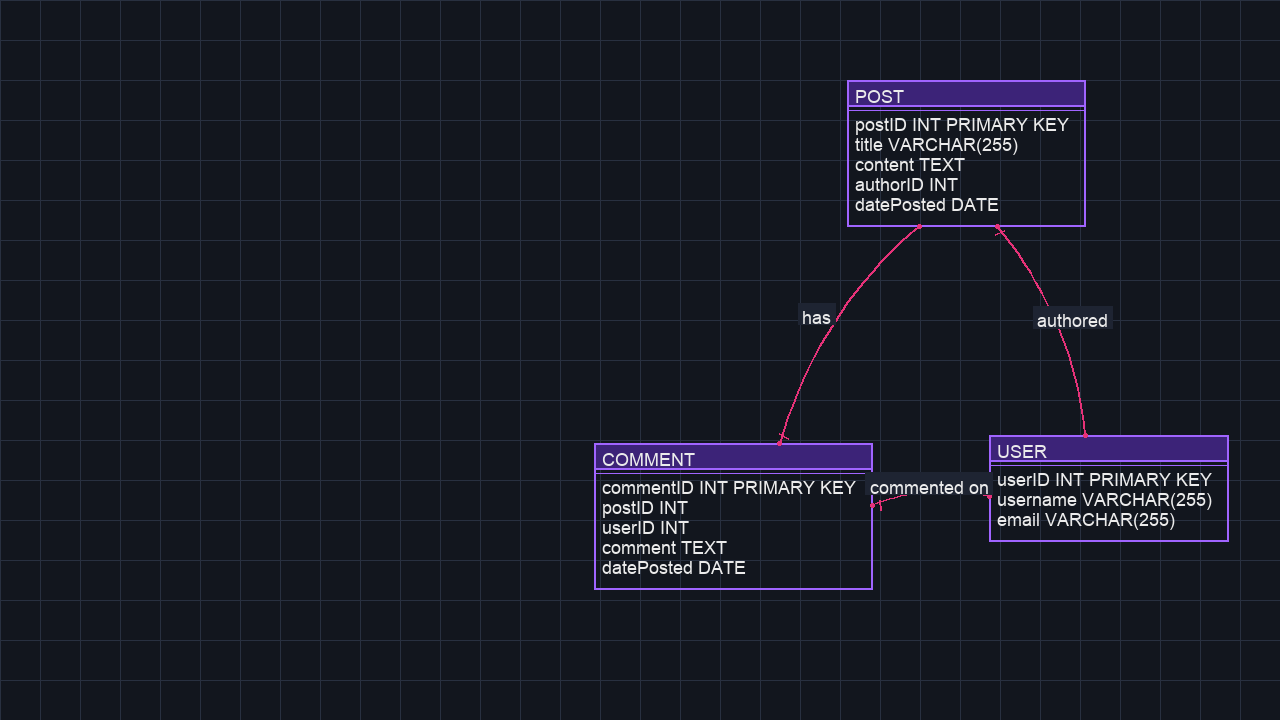 POST
postID INT PRIMARY KEY
title VARCHAR(255)
content TEXT
authorID INT
datePosted DATE
has
authored
COMMENT
commentID INT PRIMARY KEY
postID INT
userID INT
comment TEXT
datePosted DATE
commented on
USER
userID INT PRIMARY KEY
username VARCHAR(255)
email VARCHAR(255)